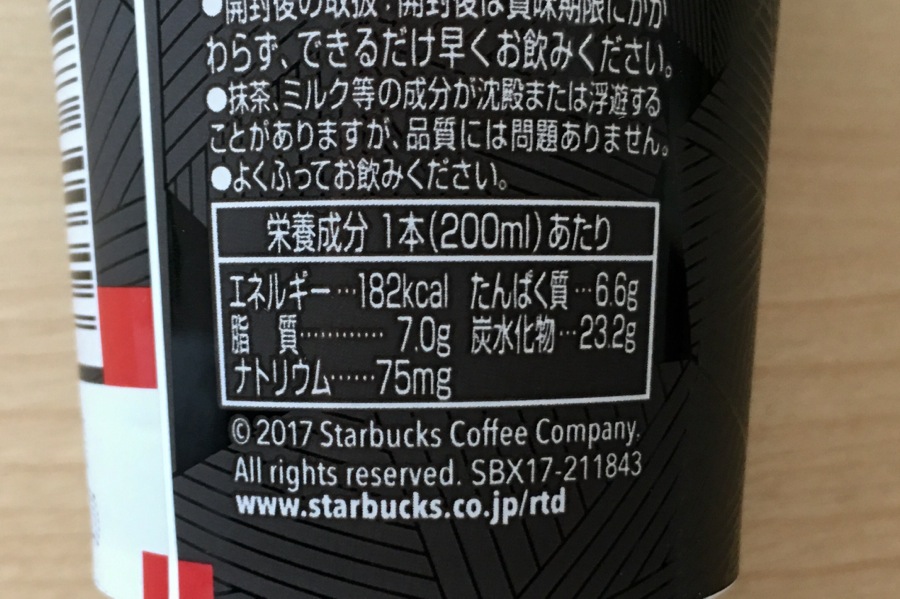 ●開封後の取扱:開封後は賞味期限にかか
わらず、できるだけ早くお飲みください。
●抹茶、ミルク等の成分が沈殿または浮遊する
ことがありますが、品質には問題ありません。
●よくふってお飲みください。
栄養成分 1本(200ml)あたり
エネルギー…182kcal たんぱく質…6.6g
脂 質………… 7.0g 炭水化物…23.2g
ナトリウム……75mg
©2017 Starbucks Coffee Company.
All rights reserved. SBX17-211843
www.starbucks.co.jp/rtd